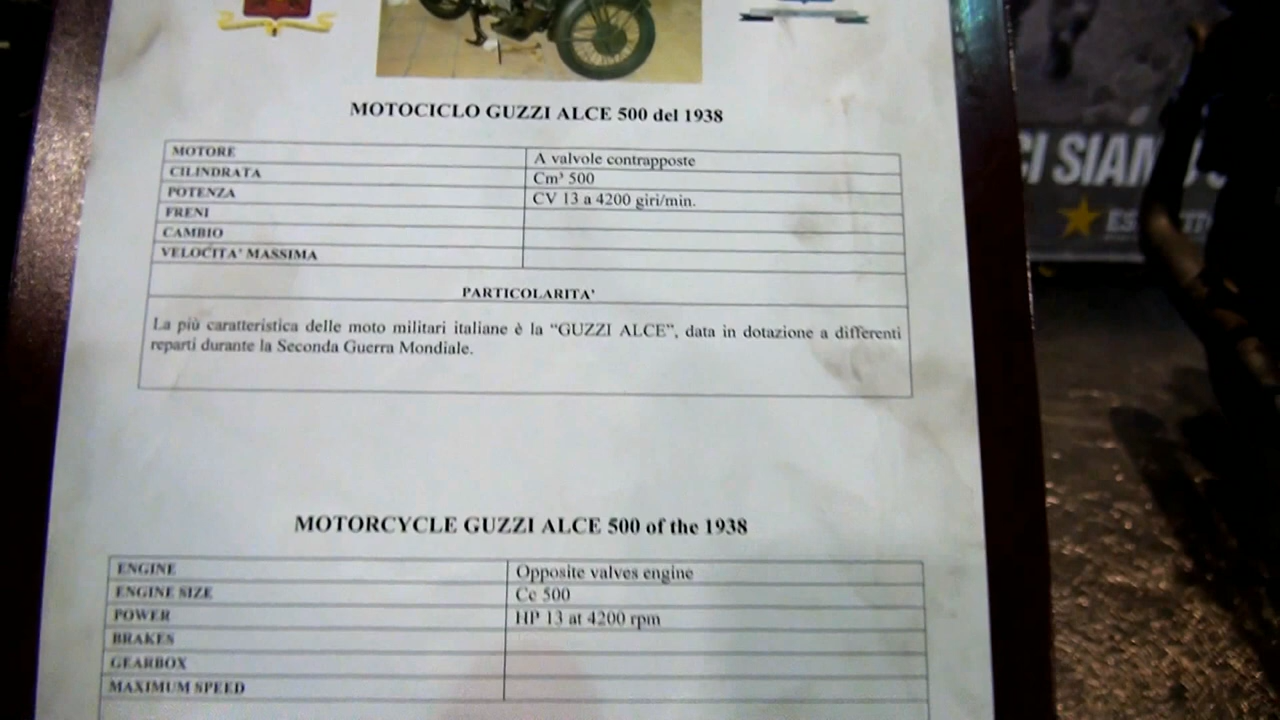 MOTOCICLO GUZZI ALCE 500 del 1938
MOTORE A valvole contrapposte
CILINDRATA Cm³ 500
POTENZA CV 13 a 4200 giri/min.
FRENI
CAMBIO
VELOCITA' MASSIMA
PARTICOLARITA'
La più caratteristica delle moto militari italiane è la “GUZZI ALCE”, data in dotazione a differenti
reparti durante la Seconda Guerra Mondiale.
MOTORCYCLE GUZZI ALCE 500 of the 1938
ENGINE Opposite valves engine
ENGINE SIZE Cc 500
POWER HP 13 at 4200 rpm
BRAKES
GEARBOX
MAXIMUM SPEED
CI SIAM